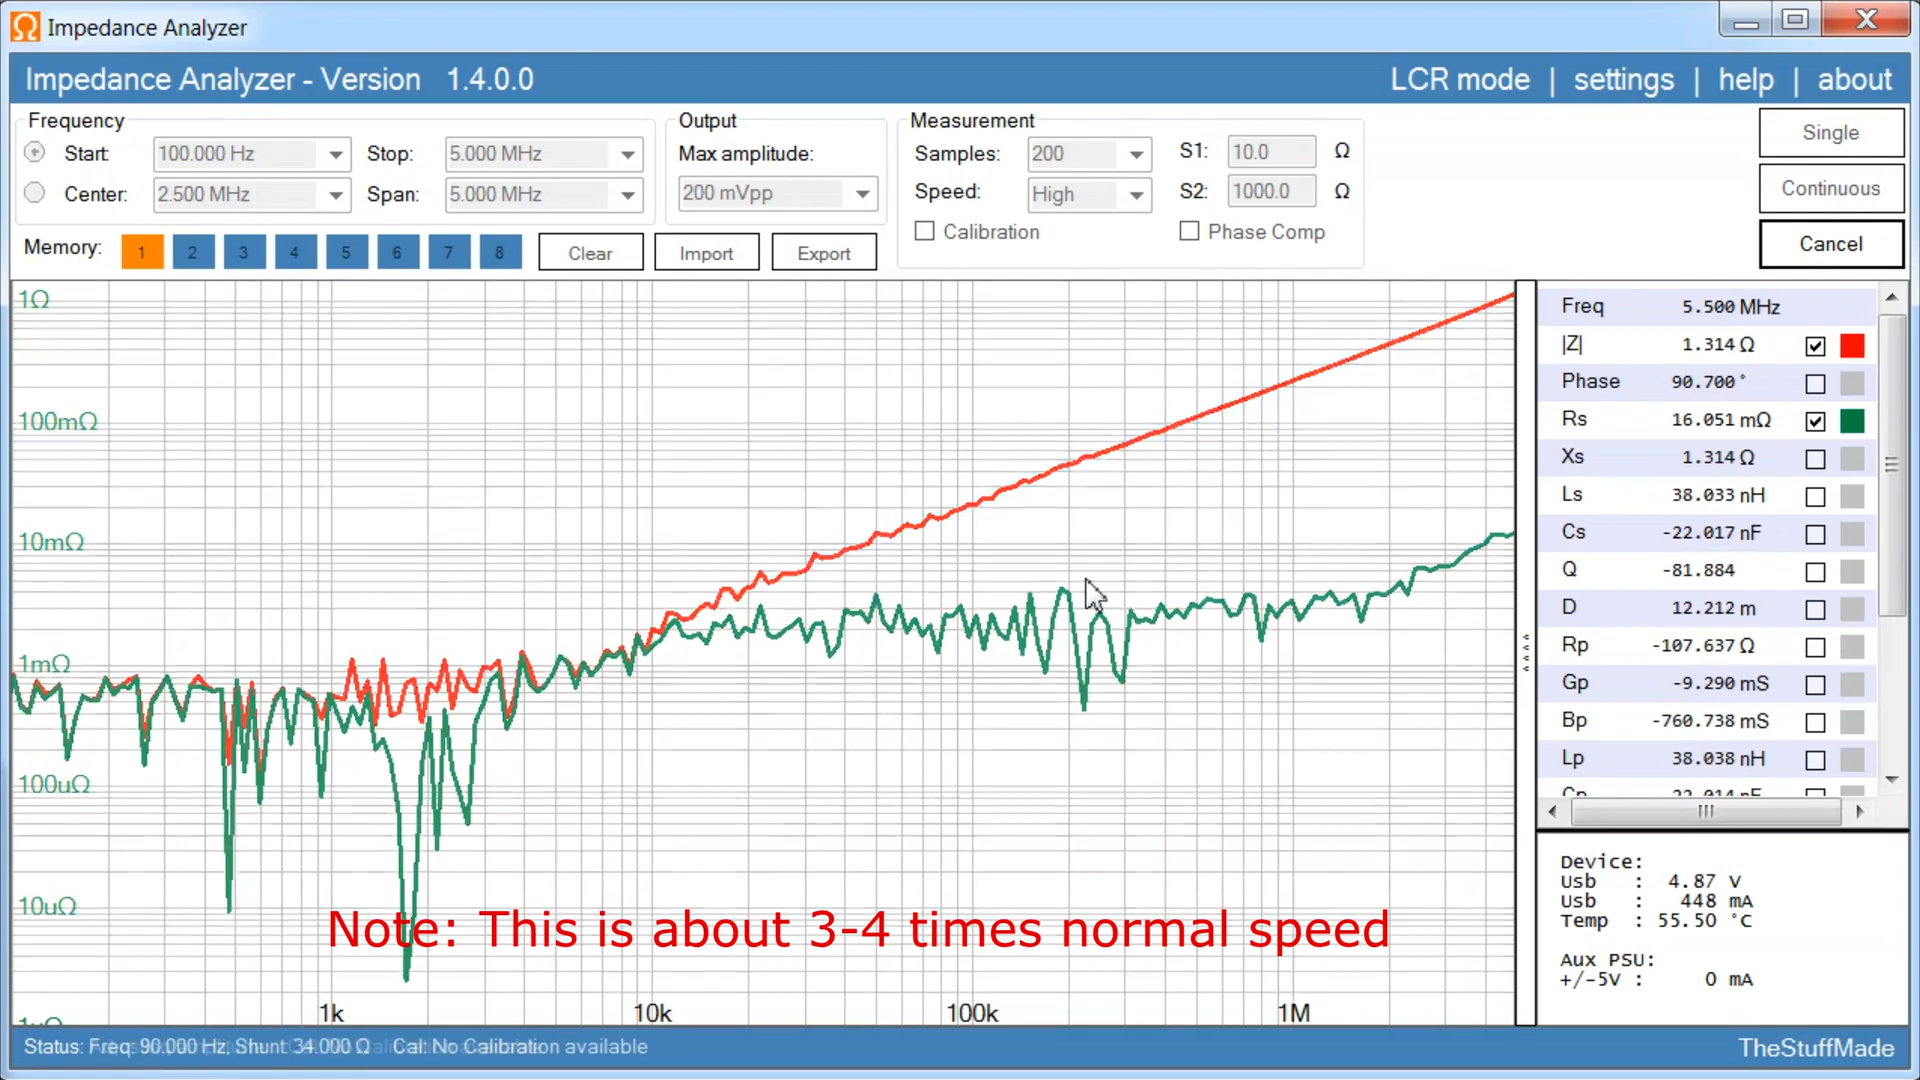 Impedance Analyzer
Impedance Analyzer - Version 1.4.0.0
LCR mode | settings | help | about
Frequency
Start: 100.000 Hz Stop: 5.000 MHz
Center: 2.500 MHz Span: 5.000 MHz
Output
Max amplitude:
200 mVpp
Measurement
Samples: 200 S1: 10.0 Ω
Speed: High S2: 1000.0 Ω
Calibration Phase Comp
Single
Continuous
Cancel
Memory: 1 2 3 4 5 6 7 8 Clear Import Export
1Ω
100mΩ
10mΩ
1mΩ
100uΩ
10uΩ
1k 10k 100k 1M
Note: This is about 3-4 times normal speed
Freq 5.500 MHz
|Z| 1.314 Ω
Phase 90.700 °
Rs 16.051 mΩ
Xs 1.314 Ω
Ls 38.033 nH
Cs -22.017 nF
Q -81.884
D 12.212 m
Rp -107.637 Ω
Gp -9.290 mS
Bp -760.738 mS
Lp 38.038 nH
Device:
Usb : 4.87 V
Usb : 448 mA
Temp : 55.50 °C
Aux PSU:
+/-5V : 0 mA
Status: Freq: 90.000 Hz, Shunt 34.000 Ω Cal: No Calibration available
TheStuffMade